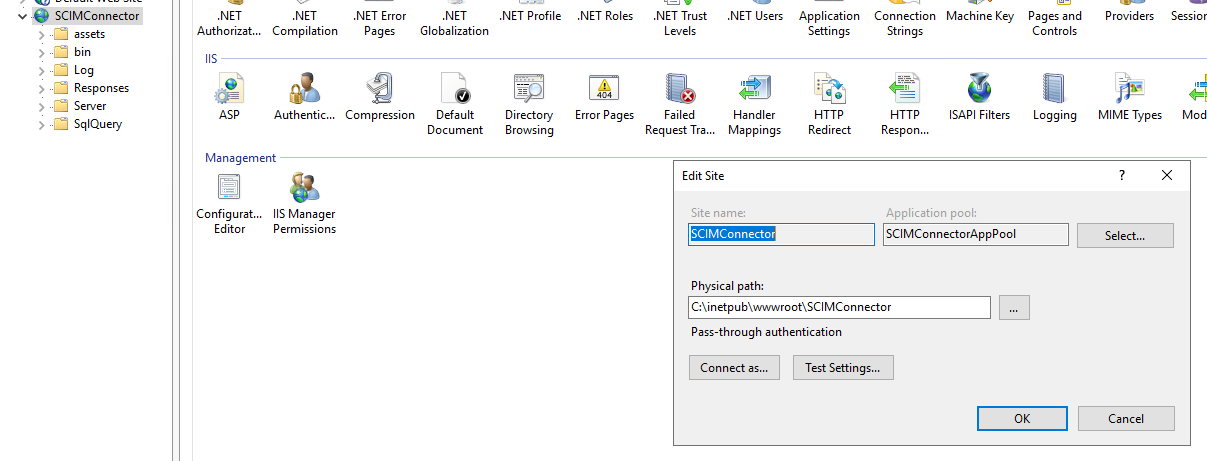 Default Web Site
SCIMConnector
assets
bin
Log
Responses
Server
SqlQuery
.NET Authorizat...
.NET Compilation
.NET Error Pages
.NET Globalization
.NET Profile
.NET Roles
.NET Trust Levels
.NET Users
Application Settings
Connection Strings
Machine Key
Pages and Controls
Providers
Session
IIS
ASP
Authentic...
Compression
Default Document
Directory Browsing
Error Pages
Failed Request Tra...
Handler Mappings
HTTP Redirect
HTTP Respon...
ISAPI Filters
Logging
MIME Types
Mod
404
Management
Configurat... Editor
IIS Manager Permissions
Edit Site
?
Site name:
Application pool:
SCIMConnector
SCIMConnectorAppPool
Select...
Physical path:
C:\inetpub\wwwroot\SCIMConnector
...
Pass-through authentication
Connect as...
Test Settings...
OK
Cancel